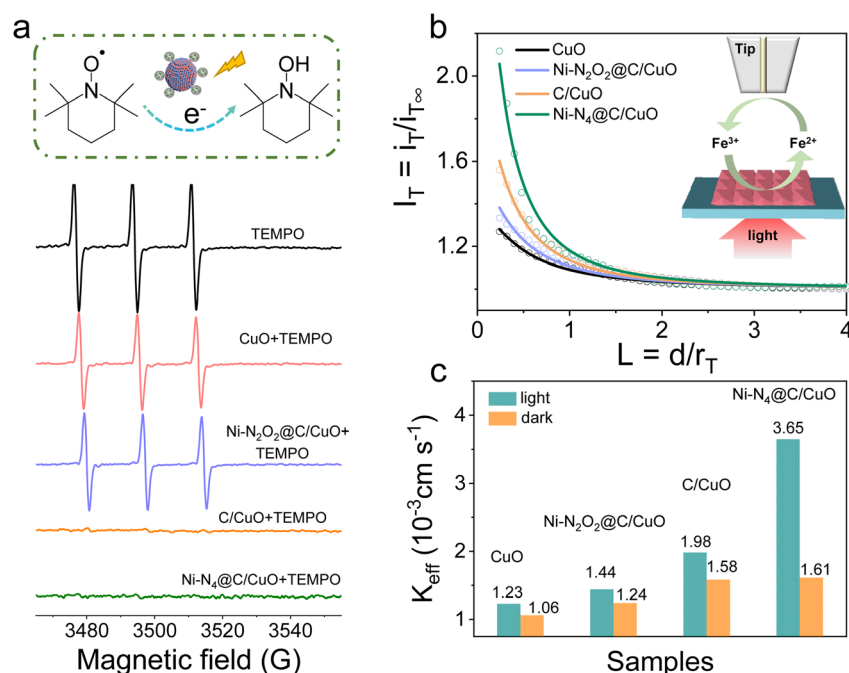 a
O•
N
e⁻
OH
N
TEMPO
CuO+TEMPO
Ni-N₂O₂@C/CuO+
TEMPO
C/CuO+TEMPO
Ni-N₄@C/CuO+TEMPO
3480 3500 3520 3540
Magnetic field (G)
b
CuO
Ni-N₂O₂@C/CuO
C/CuO
Ni-N₄@C/CuO
Tip
Fe³⁺ Fe²⁺
light
2.0
1.6
1.2
I_T = i_T/i_T∞
0 1 2 3 4
L = d/r_T
c
light
dark
Ni-N₄@C/CuO
3.65
C/CuO
Ni-N₂O₂@C/CuO
CuO
1.98
1.58
1.61
1.44
1.24
1.23
1.06
4
3
2
1
K_eff (10⁻³cm s⁻¹)
Samples